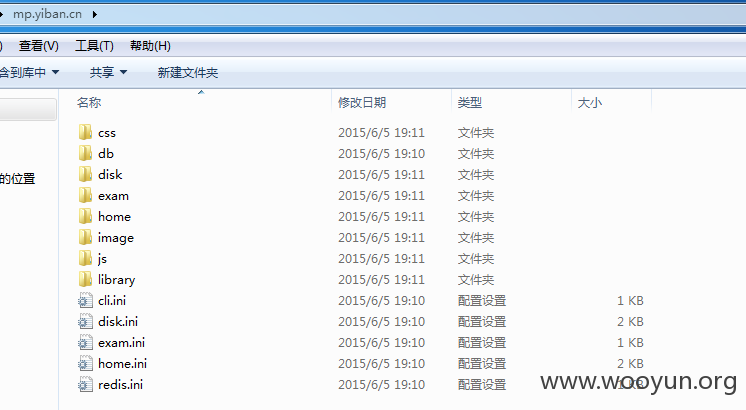 mp.yiban.cn
) 查看(V) 工具(T) 帮助(H)
含到库中 共享 新建文件夹
名称 修改日期 类型 大小
css 2015/6/5 19:11 文件夹
db 2015/6/5 19:10 文件夹
disk 2015/6/5 19:11 文件夹
的位置
exam 2015/6/5 19:11 文件夹
home 2015/6/5 19:11 文件夹
image 2015/6/5 19:11 文件夹
js 2015/6/5 19:11 文件夹
library 2015/6/5 19:11 文件夹
cli.ini 2015/6/5 19:10 配置设置 1 KB
disk.ini 2015/6/5 19:10 配置设置 2 KB
exam.ini 2015/6/5 19:10 配置设置 1 KB
home.ini 2015/6/5 19:10 配置设置 2 KB
redis.ini 2015/6/5 19:10 配置设置 1 KB
www.wooyun.org